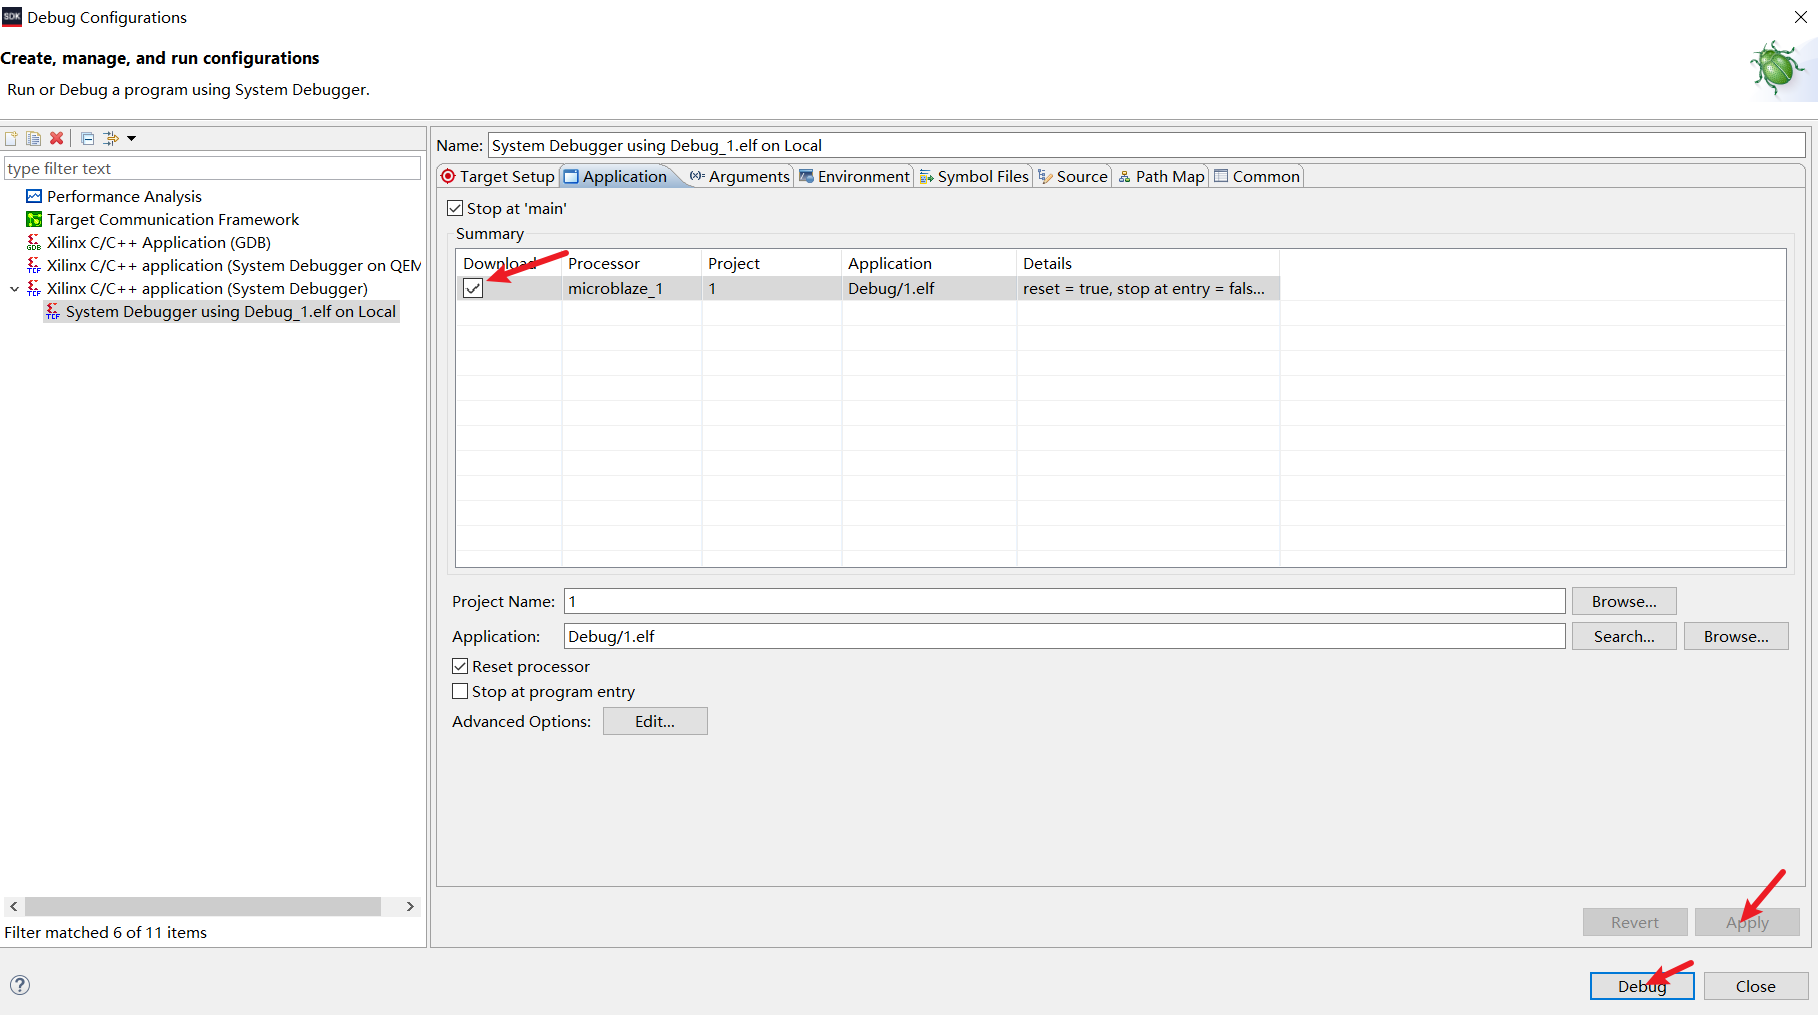 SDK Debug Configurations
Create, manage, and run configurations
Run or Debug a program using System Debugger.
type filter text
Performance Analysis
Target Communication Framework
Xilinx C/C++ Application (GDB)
Xilinx C/C++ application (System Debugger on QEM
Xilinx C/C++ application (System Debugger)
System Debugger using Debug_1.elf on Local
Filter matched 6 of 11 items
Name: System Debugger using Debug_1.elf on Local
Target Setup Application Arguments Environment Symbol Files Source Path Map Common
Stop at 'main'
Summary
Download Processor Project Application Details
microblaze_1 1 Debug/1.elf reset = true, stop at entry = fals...
Project Name: 1 Browse...
Application: Debug/1.elf Search... Browse...
Reset processor
Stop at program entry
Advanced Options: Edit...
Revert Apply
Debug Close